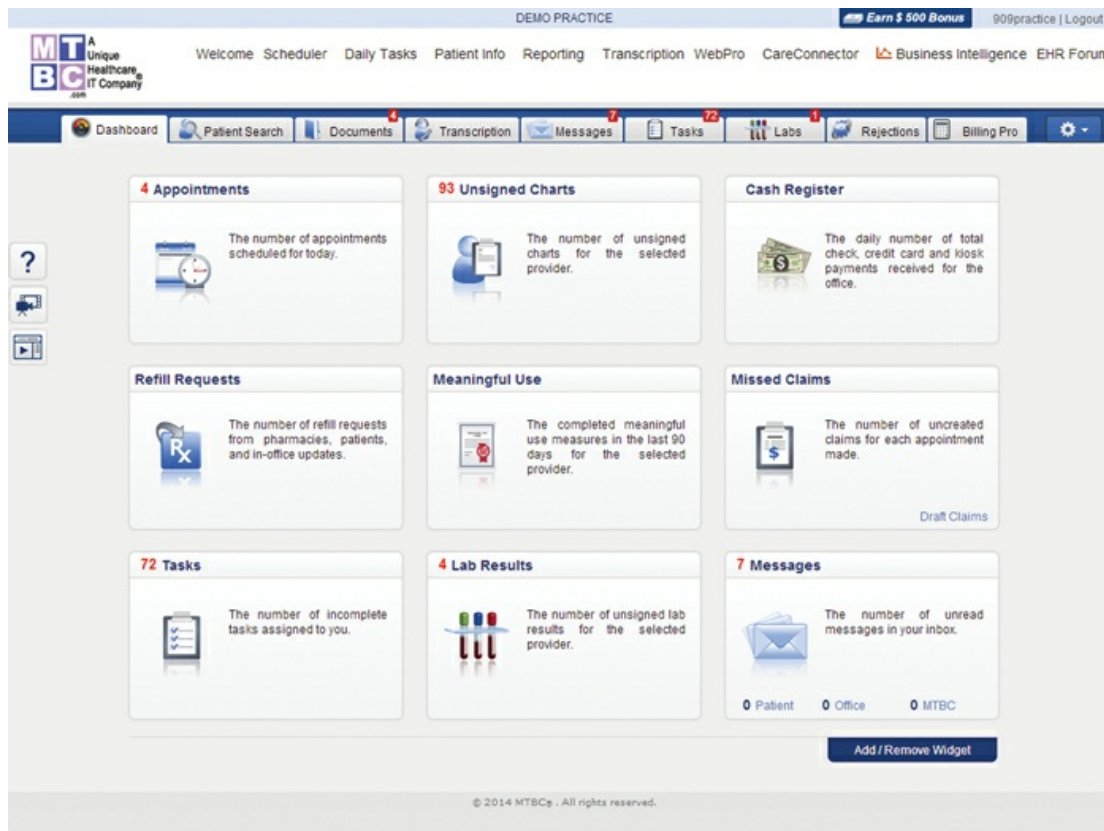 DEMO PRACTICE
Earn $ 500 Bonus
909practice | Logout
MTBC
.com
A
Unique
Healthcare
IT Company
Welcome Scheduler Daily Tasks Patient Info Reporting Transcription WebPro CareConnector Business Intelligence EHR Forum
Dashboard
Patient Search
Documents 4
Transcription
Messages 7
Tasks 72
Labs 1
Rejections
Billing Pro
4 Appointments
The number of appointments
scheduled for today.
93 Unsigned Charts
The number of unsigned
charts for the selected
provider.
Cash Register
The daily number of total
check, credit card and kiosk
payments received for the
office.
?
Refill Requests
Rx
The number of refill requests
from pharmacies, patients,
and in-office updates.
Meaningful Use
The completed meaningful
use measures in the last 90
days for the selected
provider.
Missed Claims
$
The number of uncreated
claims for each appointment
made.
Draft Claims
72 Tasks
The number of incomplete
tasks assigned to you.
4 Lab Results
The number of unsigned lab
results for the selected
provider.
7 Messages
The number of unread
messages in your inbox.
0 Patient 0 Office 0 MTBC
Add / Remove Widget
© 2014 MTBC® . All rights reserved.